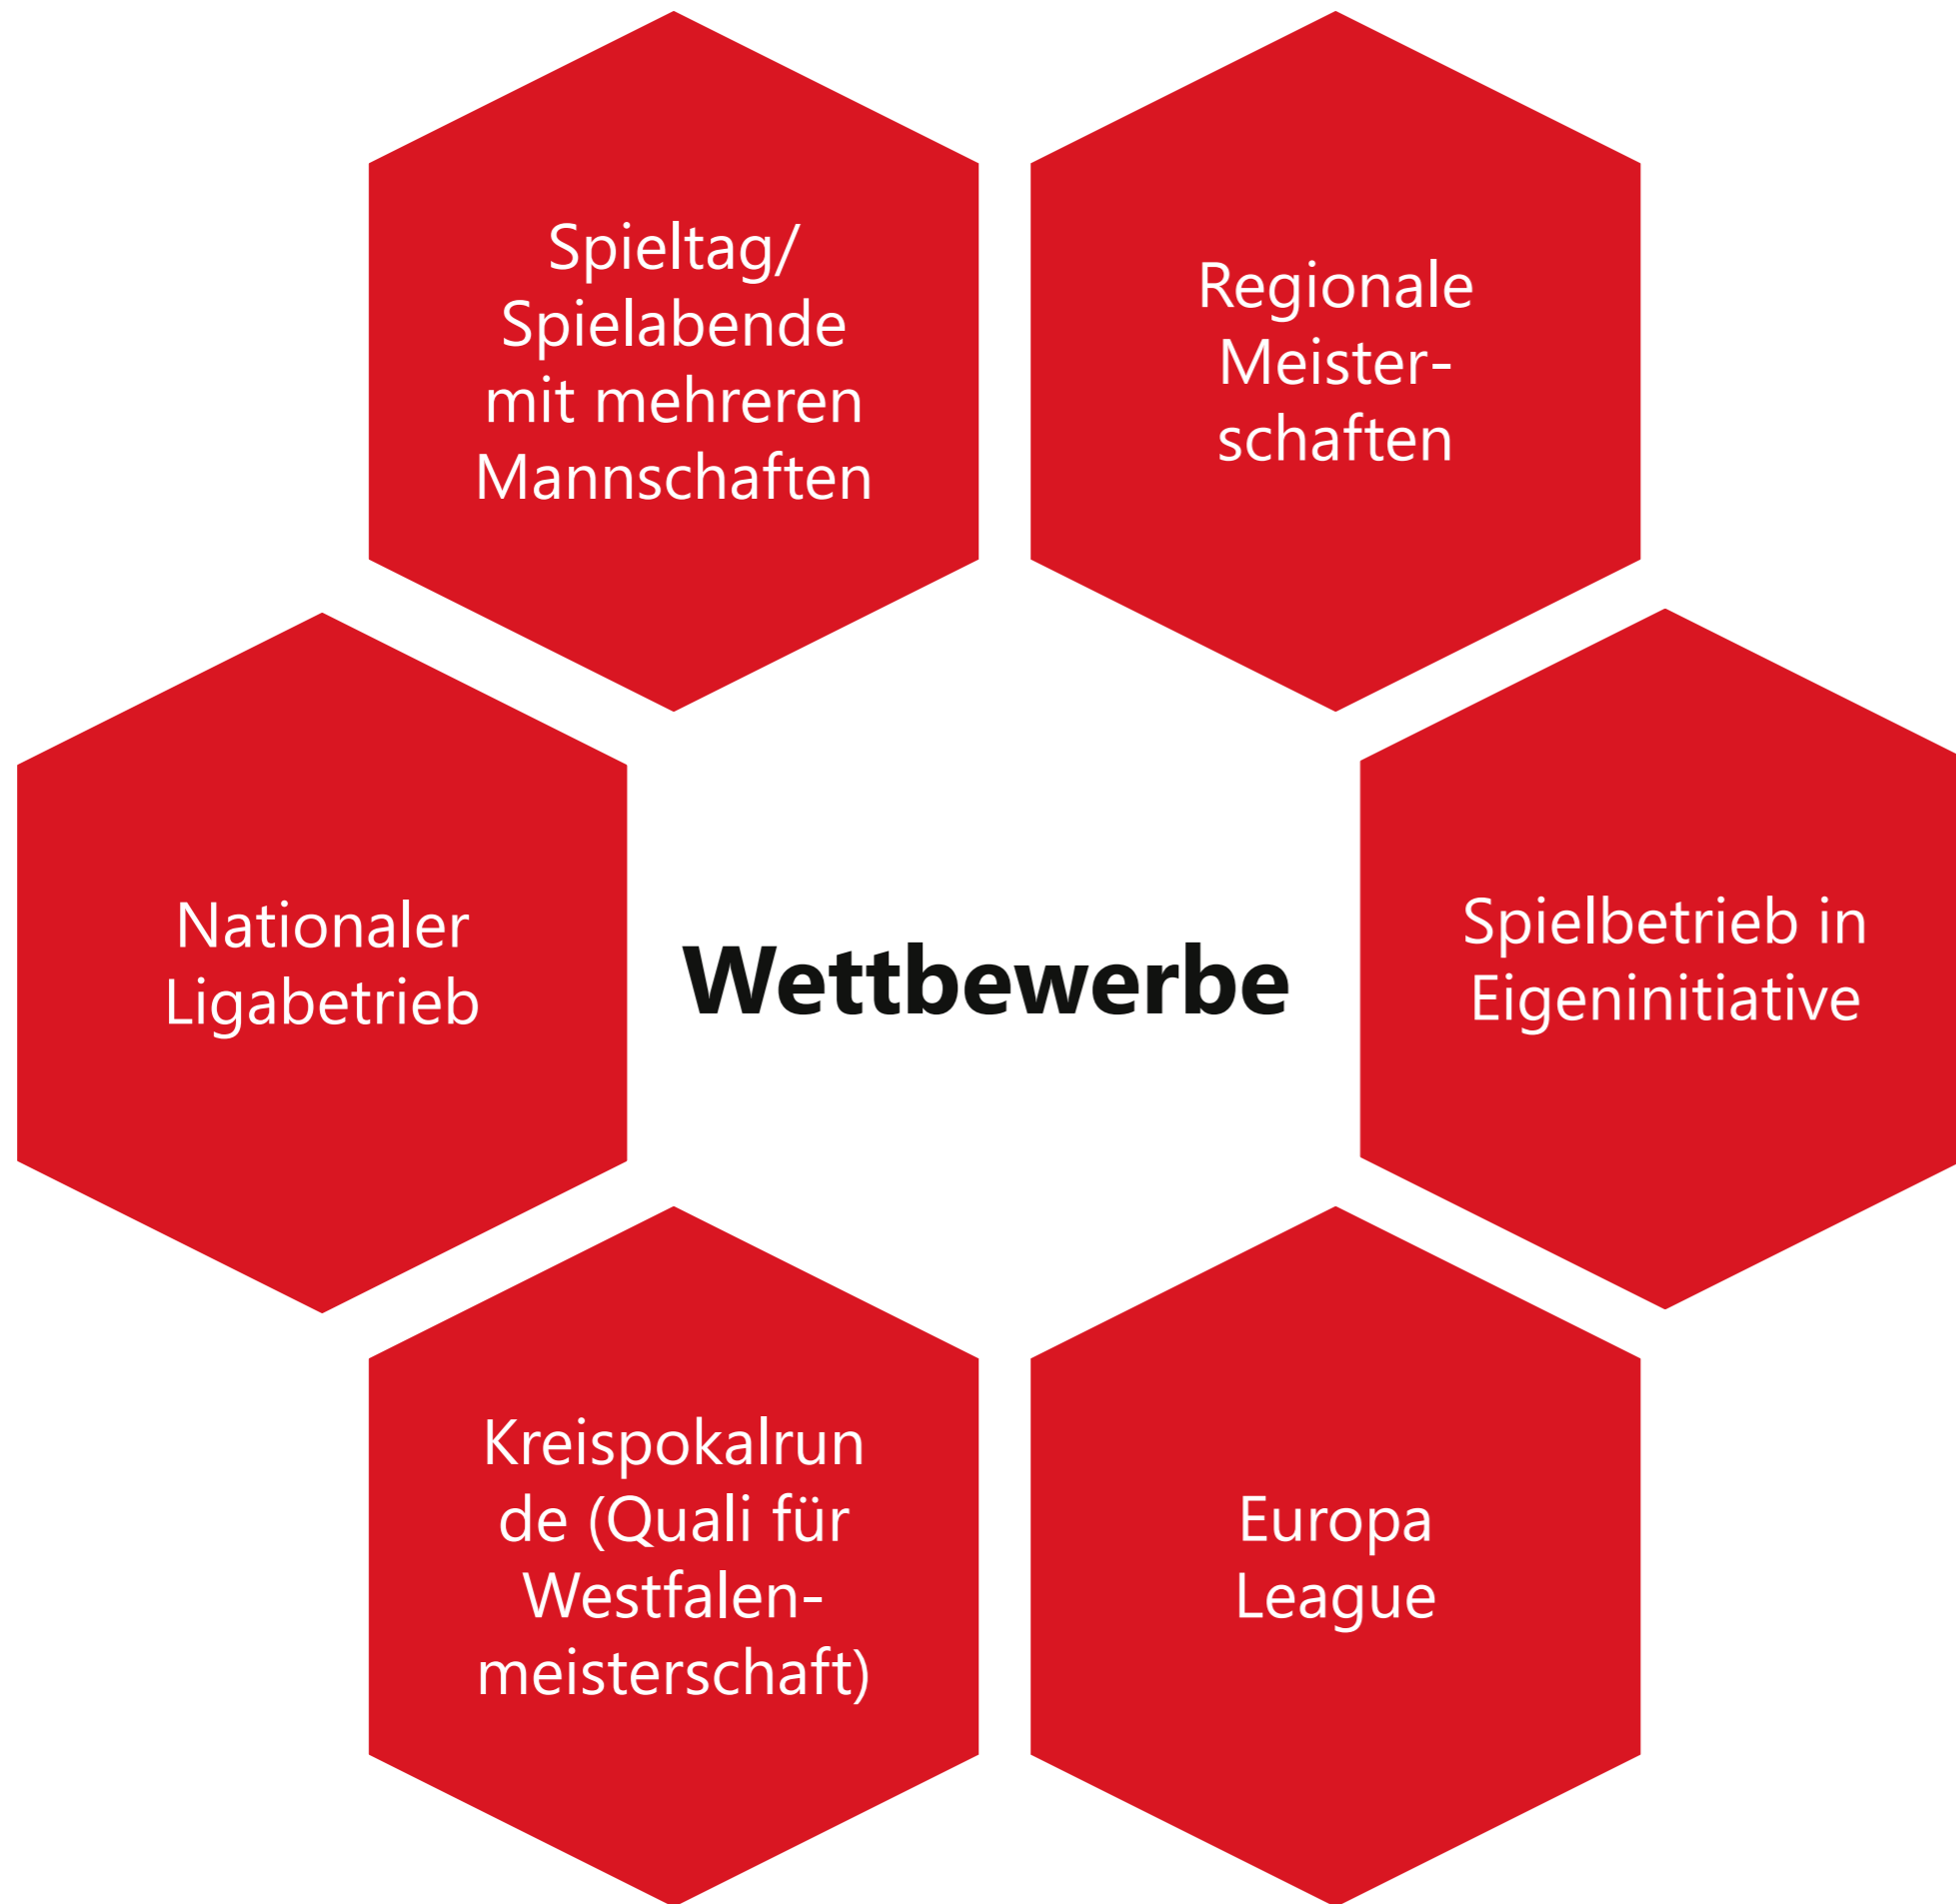 Spieltag/
Spielabende
mit mehreren
Mannschaften
Regionale
Meister-
schaften
Nationaler
Ligabetrieb
Wettbewerbe
Spielbetrieb in
Eigeninitiative
Kreispokalrun
de (Quali für
Westfalen-
meisterschaft)
Europa
League